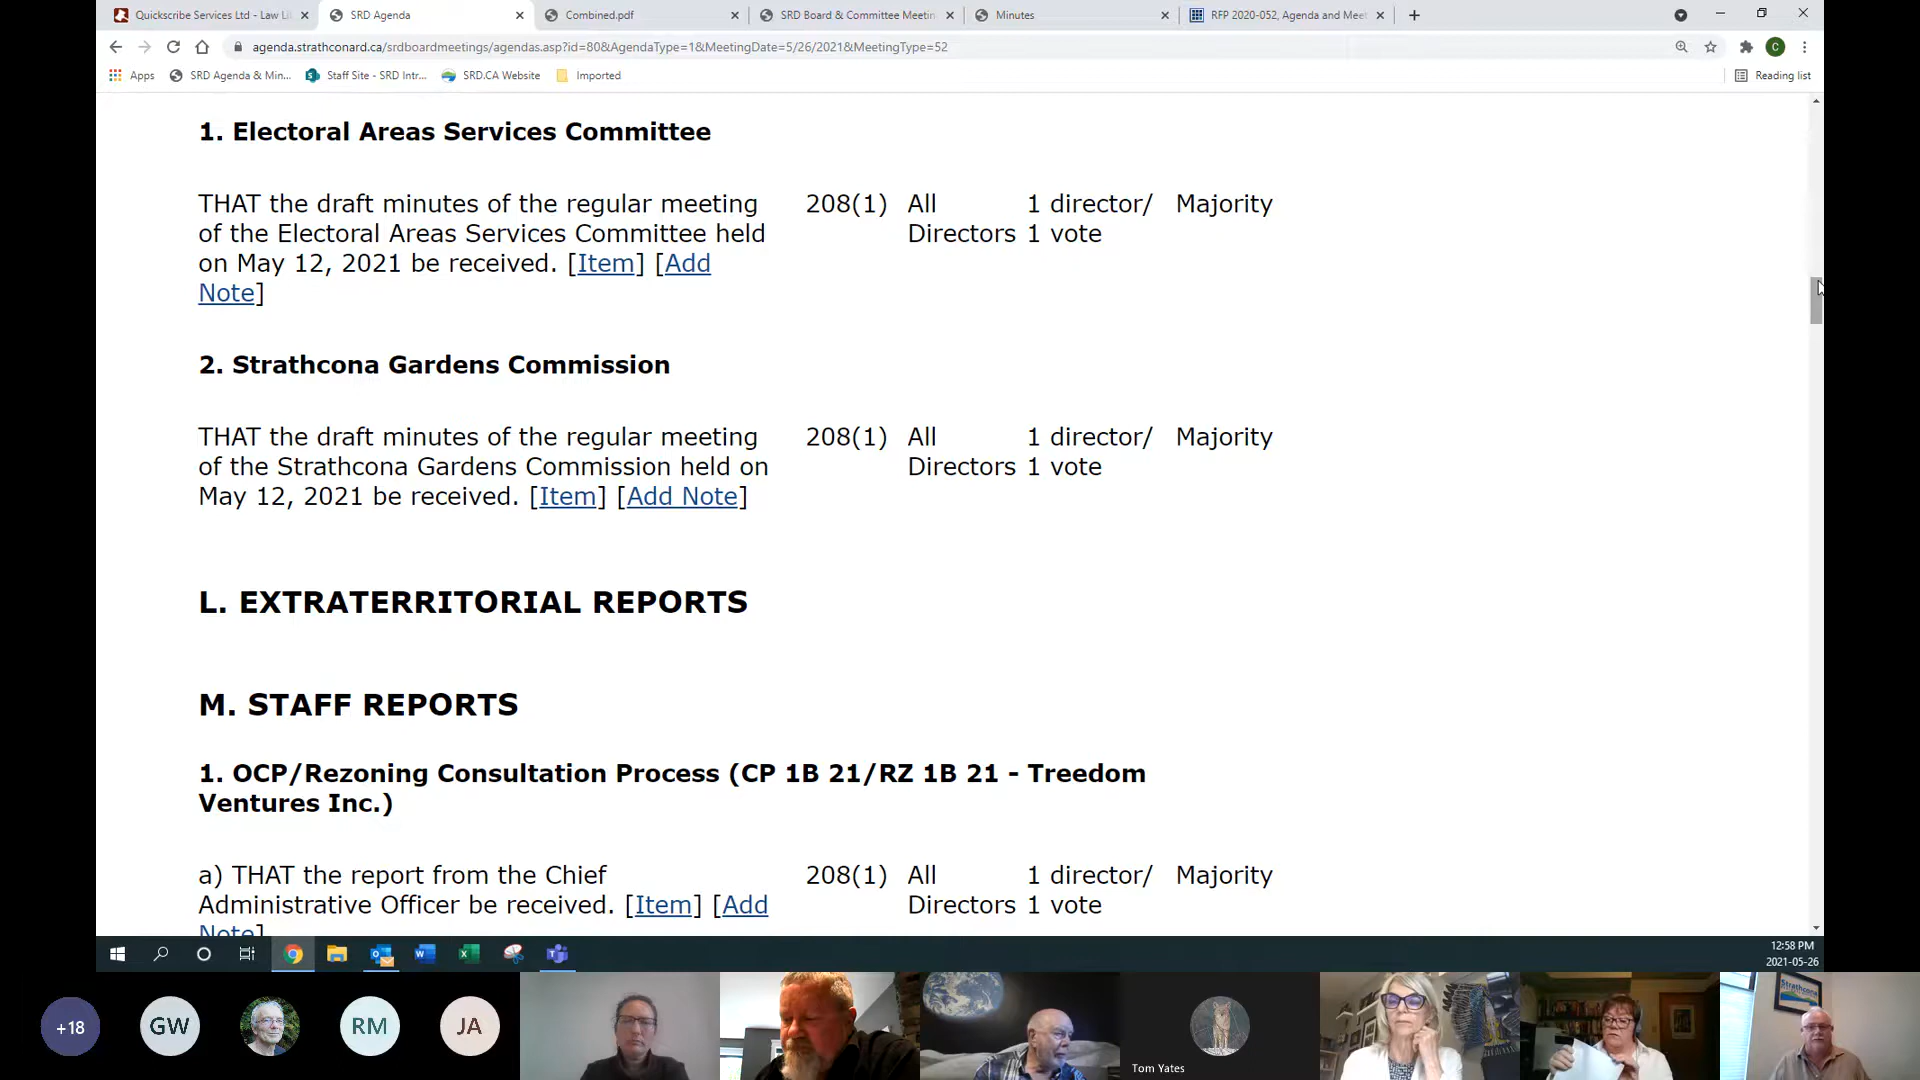 Quickscribe Services Ltd - Law Li
SRD Agenda
Combined.pdf
SRD Board & Committee Meetin
Minutes
RFP 2020-052, Agenda and Meet
agenda.strathconard.ca/srdboardmeetings/agendas.asp?id=80&AgendaType=1&MeetingDate=5/26/2021&MeetingType=52
C
Apps
SRD Agenda & Min...
Staff Site - SRD Intr...
SRD.CA Website
Imported
Reading list
1. Electoral Areas Services Committee
THAT the draft minutes of the regular meeting 208(1) All 1 director/ Majority
of the Electoral Areas Services Committee held Directors 1 vote
on May 12, 2021 be received. [Item] [Add
Note]
2. Strathcona Gardens Commission
THAT the draft minutes of the regular meeting 208(1) All 1 director/ Majority
of the Strathcona Gardens Commission held on Directors 1 vote
May 12, 2021 be received. [Item] [Add Note]
L. EXTRATERRITORIAL REPORTS
M. STAFF REPORTS
1. OCP/Rezoning Consultation Process (CP 1B 21/RZ 1B 21 - Treedom
Ventures Inc.)
a) THAT the report from the Chief 208(1) All 1 director/ Majority
Administrative Officer be received. [Item] [Add Directors 1 vote
Note]
12:58 PM
2021-05-26
+18
GW
RM
JA
Tom Yates
Strathcona